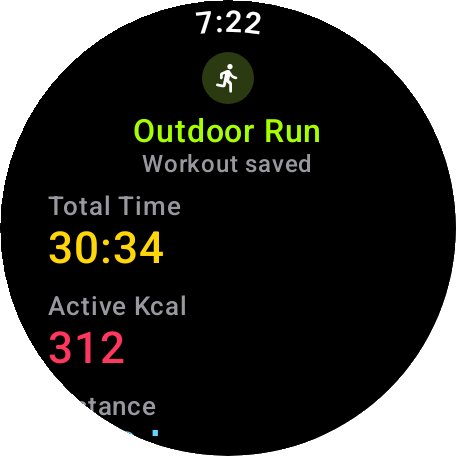 7:22
Outdoor Run
Workout saved
Total Time
30:34
Active Kcal
312